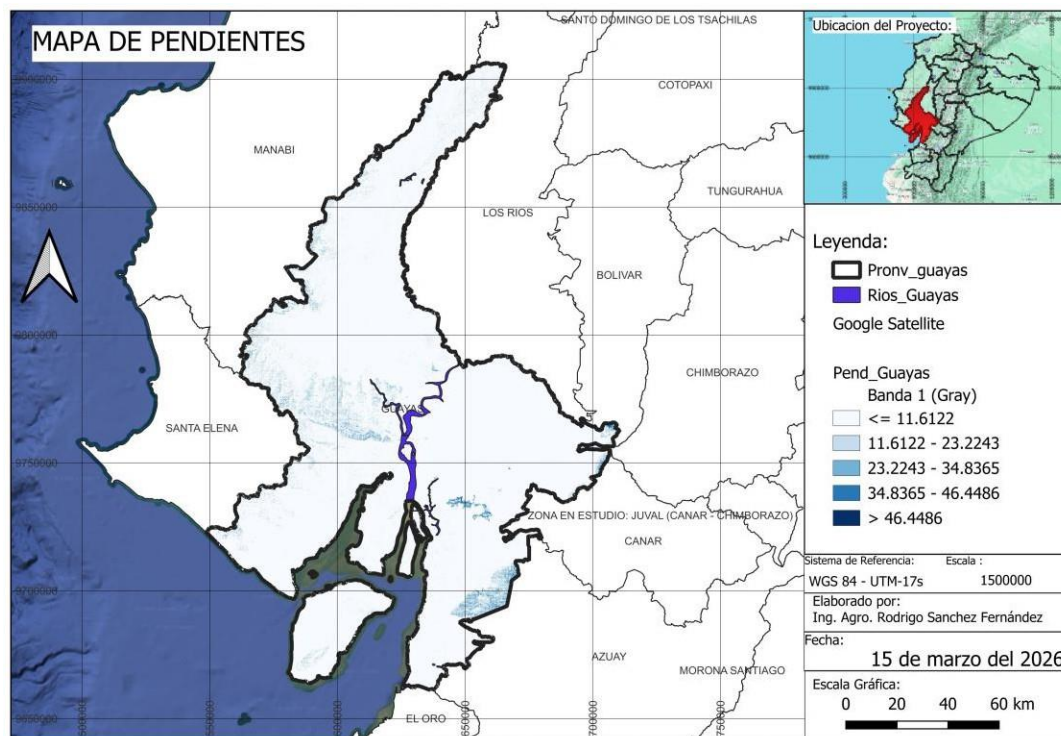 MAPA DE PENDIENTES
SANTO DOMINGO DE LOS TSACHILAS
COTOPAXI
MANABI
TUNGURAHUA
LOS RIOS
BOLIVAR
CHIMBORAZO
GUAYAS
SANTA ELENA
ZONA EN ESTUDIO: JUVAL (CANAR - CHIMBORAZO)
CANAR
AZUAY
MORONA SANTIAGO
EL ORO
9850000
9800000
9750000
9700000
Ubicacion del Proyecto:
Leyenda:
Pronv_guayas
Rios_Guayas
Google Satellite
Pend_Guayas
Banda 1 (Gray)
<= 11.6122
11.6122 - 23.2243
23.2243 - 34.8365
34.8365 - 46.4486
> 46.4486
Sistema de Referencia:
WGS 84 - UTM-17s
Escala :
1500000
Elaborado por:
Ing. Agro. Rodrigo Sanchez Fernández
Fecha:
15 de marzo del 2026
Escala Gráfica:
0 20 40 60 km